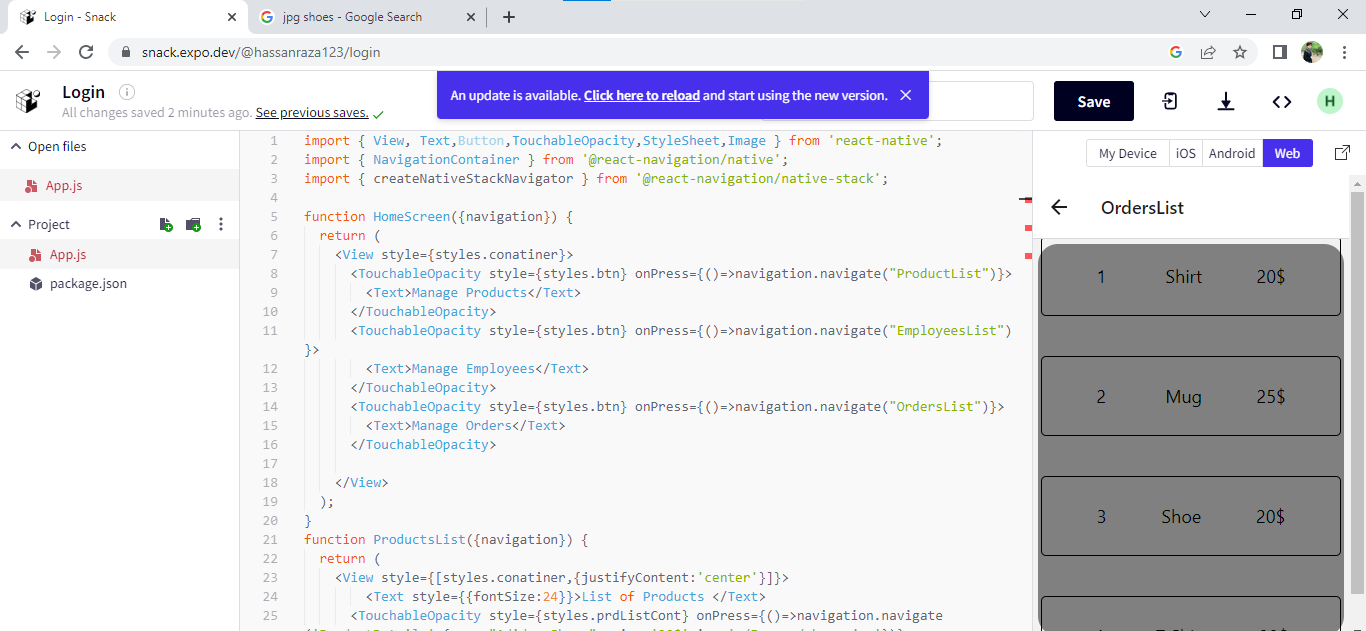 Login - Snack
jpg shoes - Google Search
snack.expo.dev/@hassanraza123/login
Login
All changes saved 2 minutes ago. See previous saves.
An update is available. Click here to reload and start using the new version.
Save
H
Open files
App.js
Project
App.js
package.json
1 import { View, Text,Button,TouchableOpacity,StyleSheet,Image } from 'react-native';
2 import { NavigationContainer } from '@react-navigation/native';
3 import { createNativeStackNavigator } from '@react-navigation/native-stack';
4
5 function HomeScreen({navigation}) {
6 return (
7 <View style={styles.conatiner}>
8 <TouchableOpacity style={styles.btn} onPress={()=>navigation.navigate("ProductList")}>
9 <Text>Manage Products</Text>
10 </TouchableOpacity>
11 <TouchableOpacity style={styles.btn} onPress={()=>navigation.navigate("EmployeesList")
}>
12 <Text>Manage Employees</Text>
13 </TouchableOpacity>
14 <TouchableOpacity style={styles.btn} onPress={()=>navigation.navigate("OrdersList")}>
15 <Text>Manage Orders</Text>
16 </TouchableOpacity>
17
18 </View>
19 );
20 }
21 function ProductsList({navigation}) {
22 return (
23 <View style={[styles.conatiner,{justifyContent:'center'}]}>
24 <Text style={{fontSize:24}}>List of Products </Text>
25 <TouchableOpacity style={styles.prdListCont} onPress={()=>navigation.navigate
My Device iOS Android Web
OrdersList
1 Shirt 20$
2 Mug 25$
3 Shoe 20$